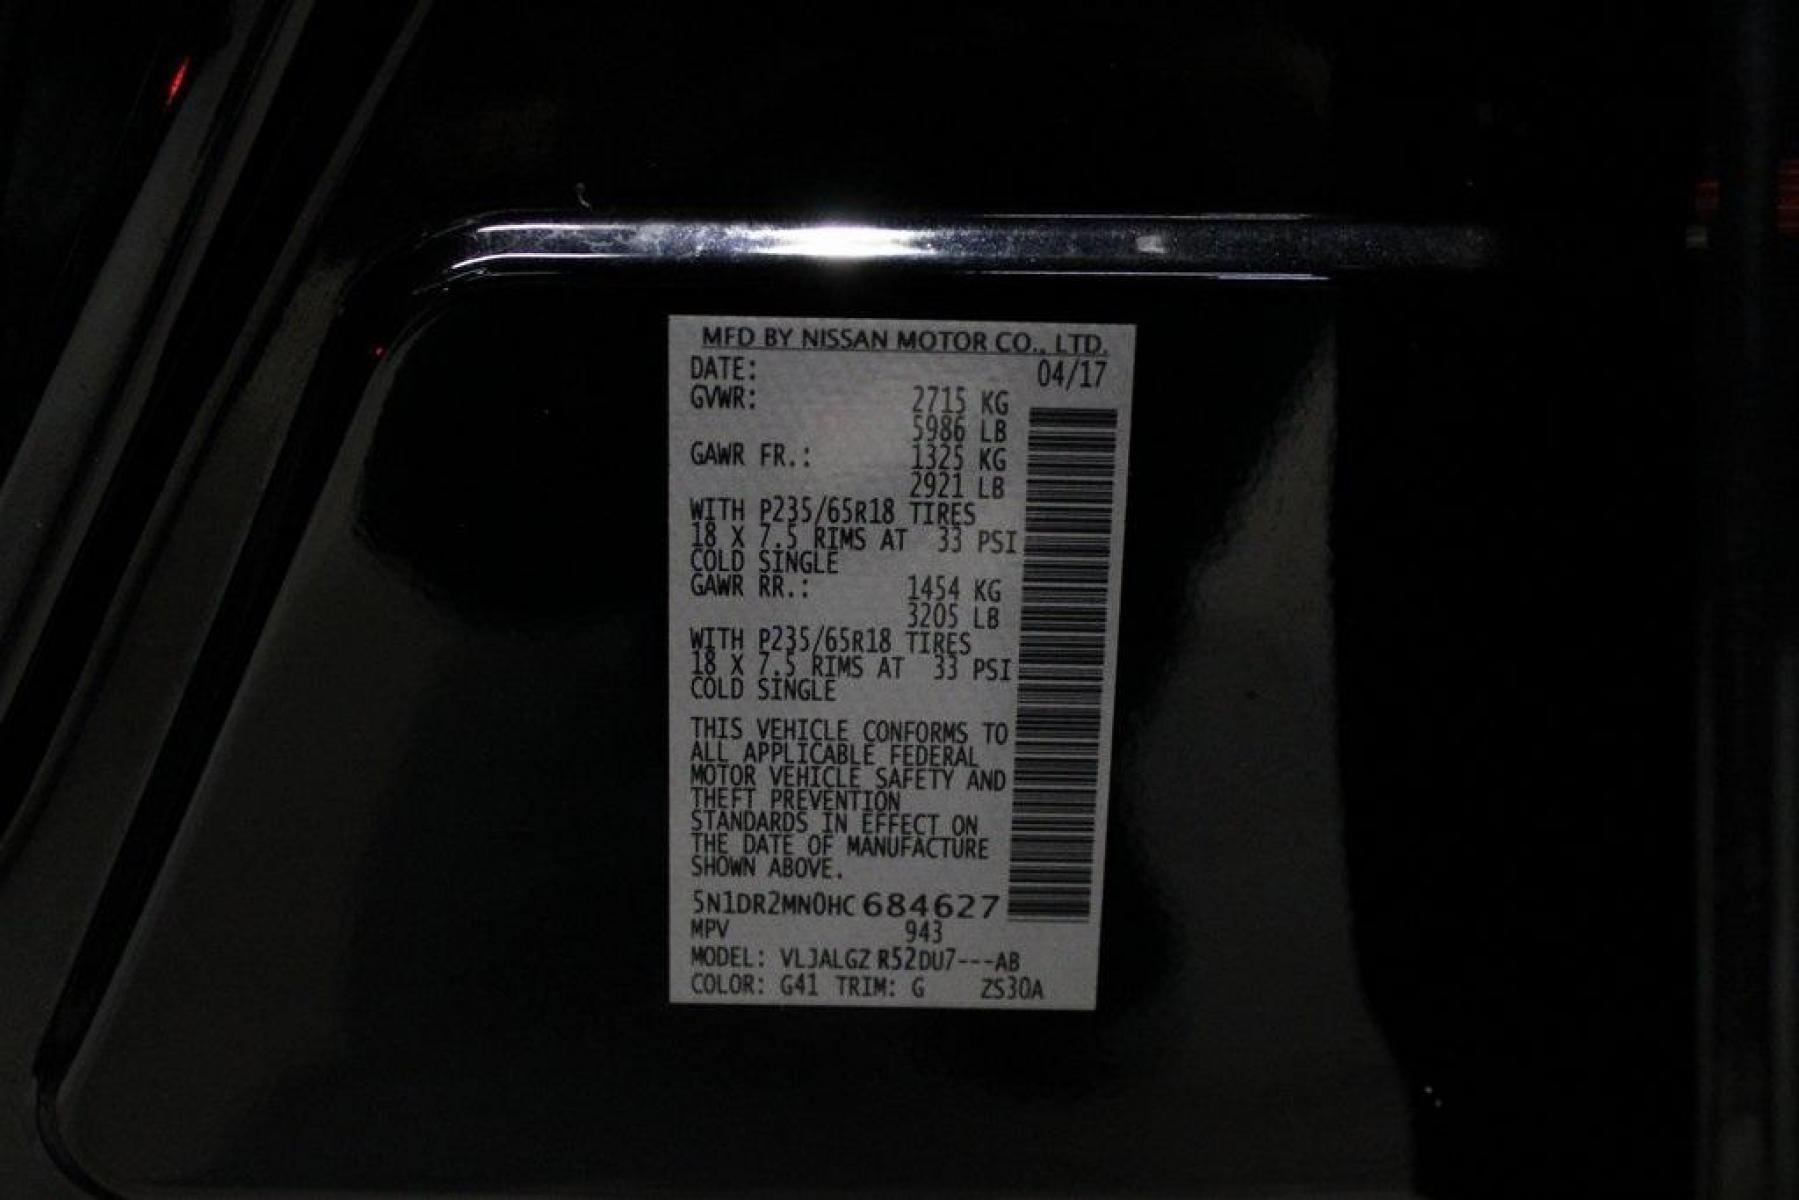 MFD BY NISSAN MOTOR CO., LTD.
DATE: 04/17
GVWR: 2715 KG
5986 LB
GAWR FR.: 1325 KG
2921 LB
WITH P235/65R18 TIRES
18 X 7.5 RIMS AT 33 PSI
COLD SINGLE
GAWR RR.: 1454 KG
3205 LB
WITH P235/65R18 TIRES
18 X 7.5 RIMS AT 33 PSI
COLD SINGLE
THIS VEHICLE CONFORMS TO
ALL APPLICABLE FEDERAL
MOTOR VEHICLE SAFETY AND
THEFT PREVENTION
STANDARDS IN EFFECT ON
THE DATE OF MANUFACTURE
SHOWN ABOVE.
5N1DR2MN0HC684627
MPV 943
MODEL: VLJALGZ R52DU7---AB
COLOR: G41 TRIM: G ZS30A